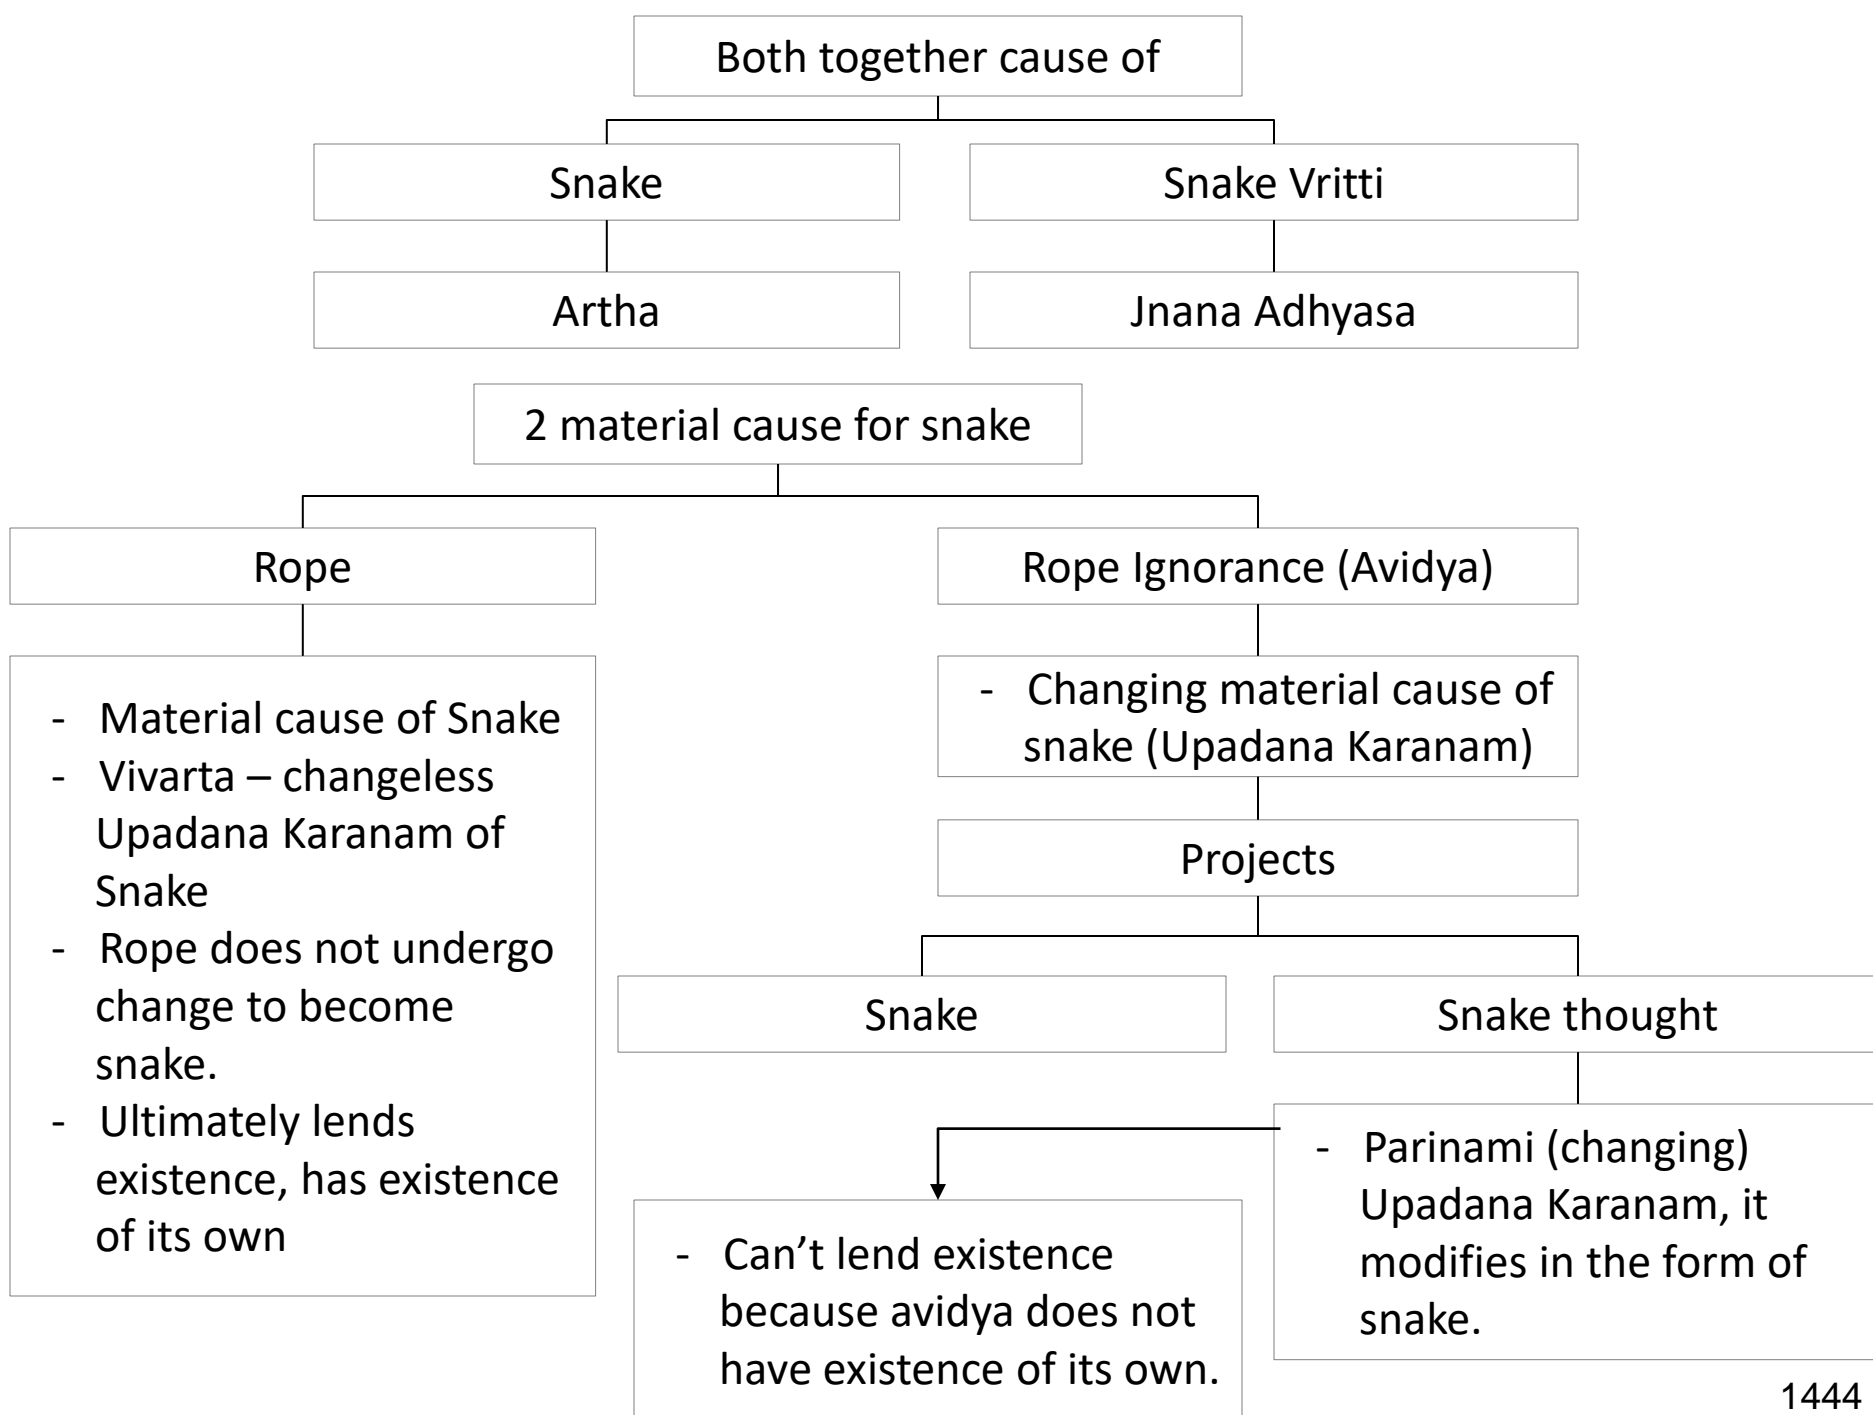 Both together cause of
Snake
Snake Vritti
Artha
Jnana Adhyasa
2 material cause for snake
Rope
Rope Ignorance (Avidya)
- Material cause of Snake
- Vivarta – changeless
Upadana Karanam of
Snake
- Rope does not undergo
change to become
snake.
- Ultimately lends
existence, has existence
of its own
- Changing material cause of
snake (Upadana Karanam)
Projects
Snake
Snake thought
- Parinami (changing)
Upadana Karanam, it
modifies in the form of
snake.
- Can’t lend existence
because avidya does not
have existence of its own.
1444